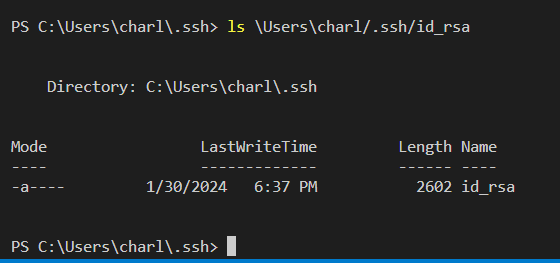 PS C:\Users\charl\.ssh> ls \Users\charl/.ssh/id_rsa
Directory: C:\Users\charl\.ssh
Mode LastWriteTime Length Name
---- ------------- ------ ----
-a---- 1/30/2024 6:37 PM 2602 id_rsa
PS C:\Users\charl\.ssh>